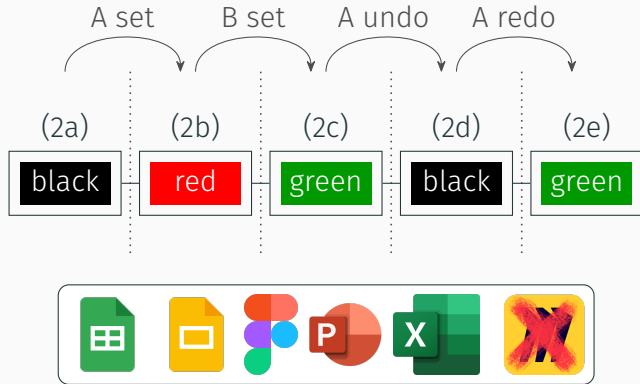 A set B set A undo A redo
(2a) (2b) (2c) (2d) (2e)
black red green black green
P X